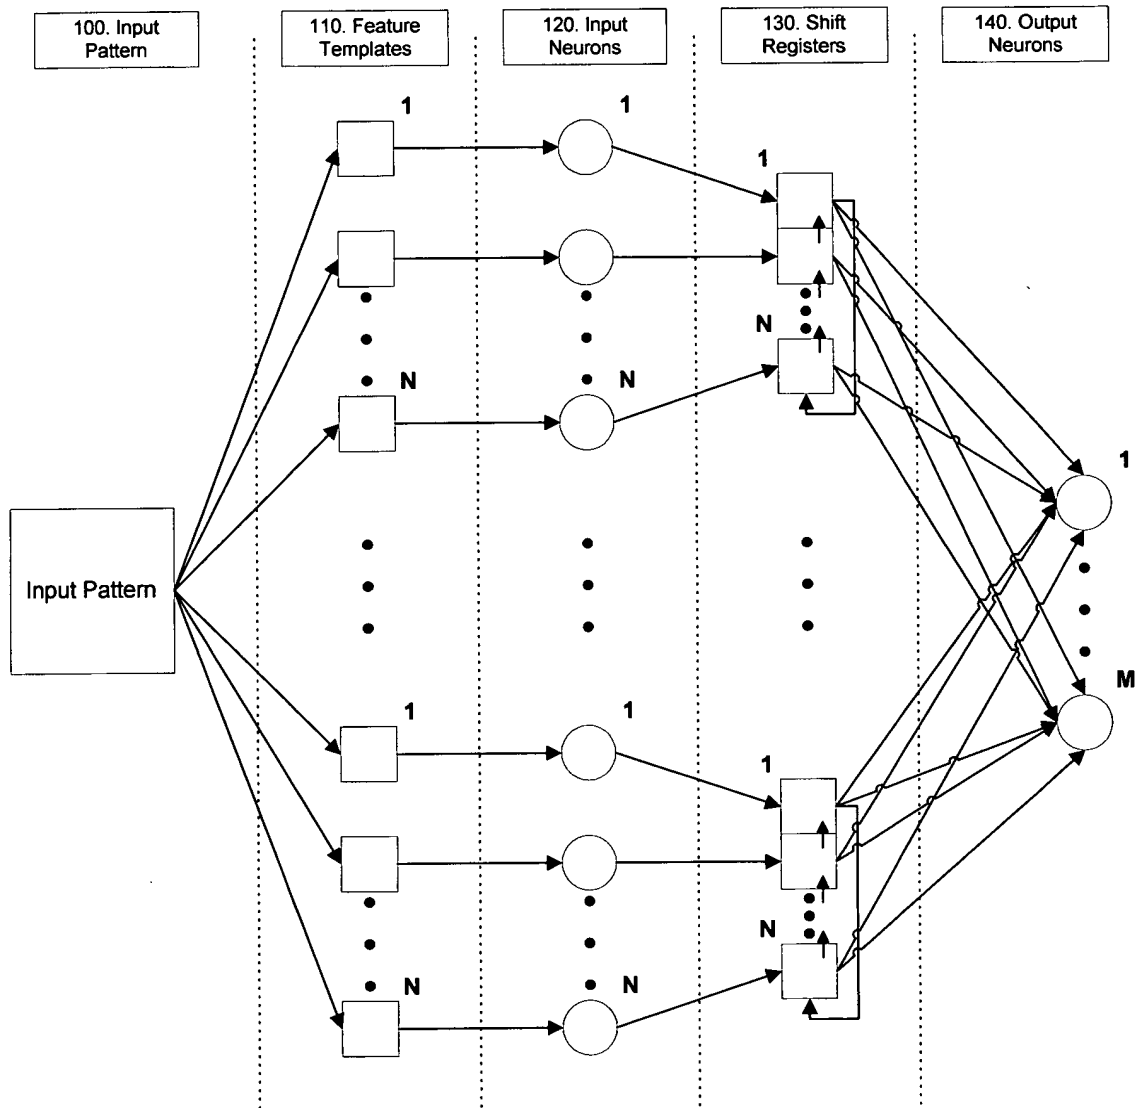 100. Input
Pattern
110. Feature
Templates
120. Input
Neurons
130. Shift
Registers
140. Output
Neurons
1
1
1
N
N
N
1
Input Pattern
M
1
1
1
N
N
N